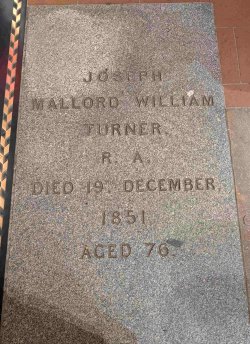 JOSEPH
MALLORD WILLIAM
TURNER.
R. A.
DIED 19. DECEMBER.
1851
AGED 76.